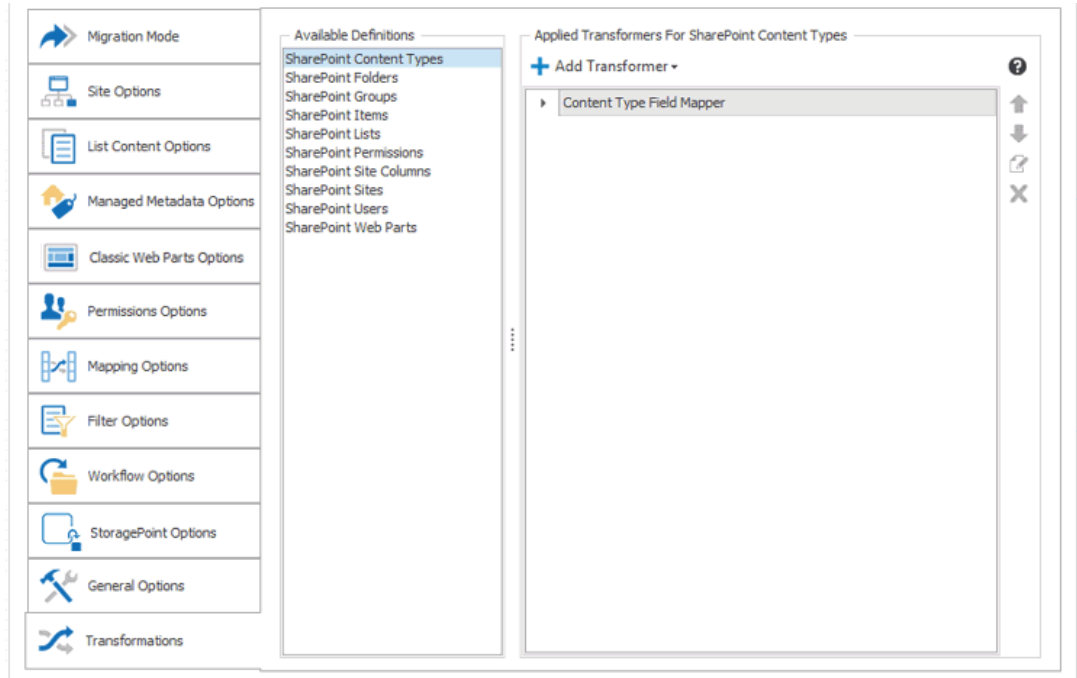 Migration Mode
Site Options
List Content Options
Managed Metadata Options
Classic Web Parts Options
Permissions Options
Mapping Options
Filter Options
Workflow Options
StoragePoint Options
General Options
Transformations
Available Definitions
SharePoint Content Types
SharePoint Folders
SharePoint Groups
SharePoint Items
SharePoint Lists
SharePoint Permissions
SharePoint Site Columns
SharePoint Sites
SharePoint Users
SharePoint Web Parts
Applied Transformers For SharePoint Content Types
Add Transformer
Content Type Field Mapper